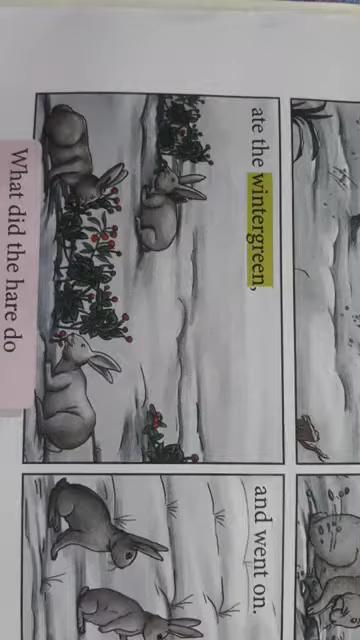 ate the wintergreen,
and went on.
What did the hare do